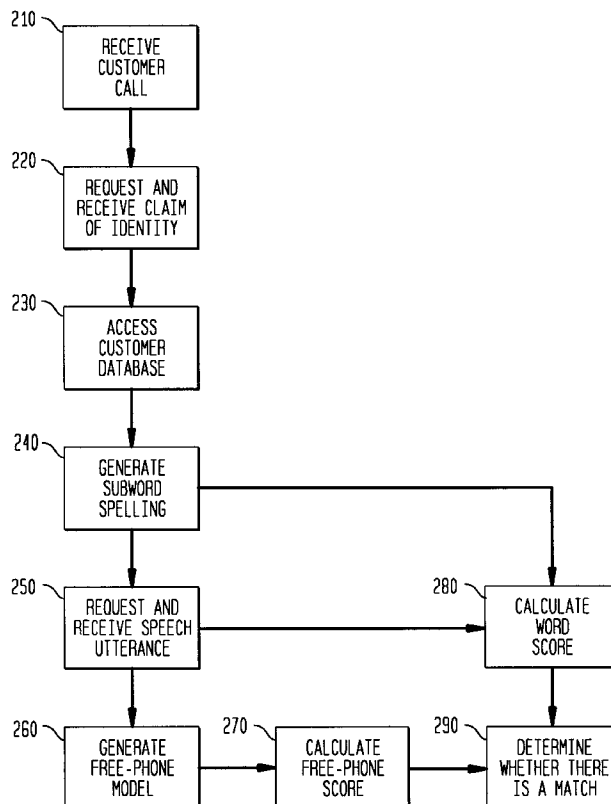 210
RECEIVE
CUSTOMER
CALL
220
REQUEST AND
RECEIVE CLAIM
OF IDENTITY
230
ACCESS
CUSTOMER
DATABASE
240
GENERATE
SUBWORD
SPELLING
250
REQUEST AND
RECEIVE SPEECH
UTTERANCE
280
CALCULATE
WORD
SCORE
260
GENERATE
FREE-PHONE
MODEL
270
CALCULATE
FREE-PHONE
SCORE
290
DETERMINE
WHETHER THERE
IS A MATCH